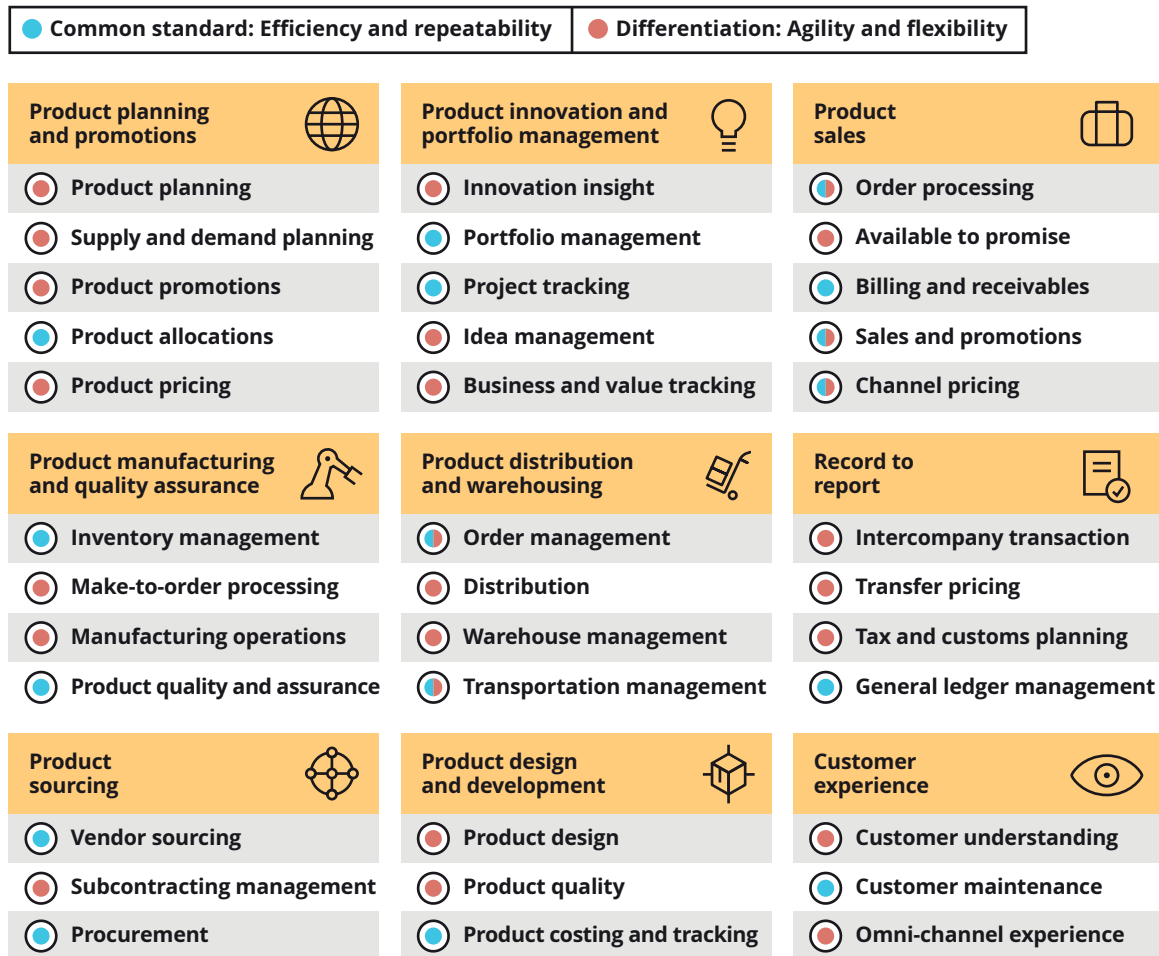 Common standard: Efficiency and repeatability
Differentiation: Agility and flexibility
Product planning
and promotions
Product planning
Supply and demand planning
Product promotions
Product allocations
Product pricing
Product innovation and
portfolio management
Innovation insight
Portfolio management
Project tracking
Idea management
Business and value tracking
Product
sales
Order processing
Available to promise
Billing and receivables
Sales and promotions
Channel pricing
Product manufacturing
and quality assurance
Inventory management
Make-to-order processing
Manufacturing operations
Product quality and assurance
Product distribution
and warehousing
Order management
Distribution
Warehouse management
Transportation management
Record to
report
Intercompany transaction
Transfer pricing
Tax and customs planning
General ledger management
Product
sourcing
Vendor sourcing
Subcontracting management
Procurement
Product design
and development
Product design
Product quality
Product costing and tracking
Customer
experience
Customer understanding
Customer maintenance
Omni-channel experience